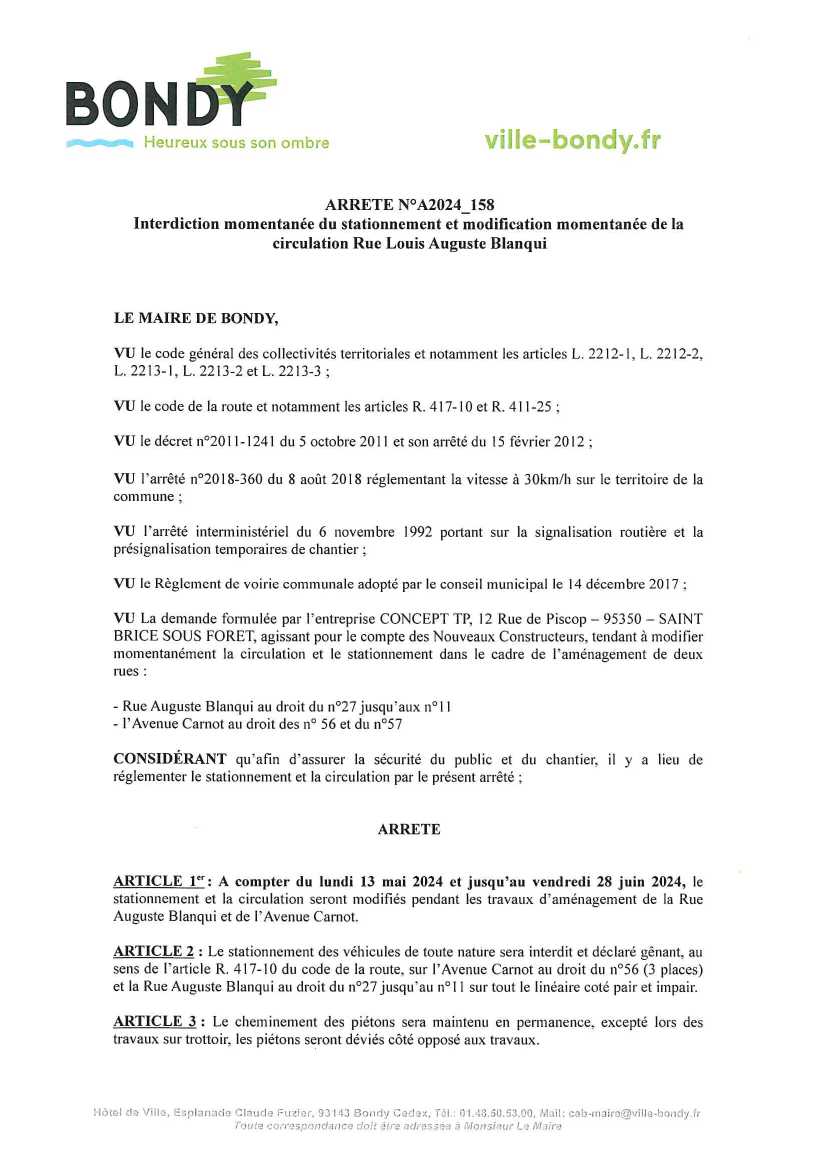 BONDY
Heureux sous son ombre
ville-bondy.fr
ARRETE N°A2024_158
Interdiction momentanée du stationnement et modification momentanée de la
circulation Rue Louis Auguste Blanqui
LE MAIRE DE BONDY,
VU le code général des collectivités territoriales et notamment les articles L. 2212-1, L. 2212-2,
L. 2213-1, L. 2213-2 et L. 2213-3 ;
VU le code de la route et notamment les articles R. 417-10 et R. 411-25 ;
VU le décret n°2011-1241 du 5 octobre 2011 et son arrêté du 15 février 2012 ;
VU l'arrêté n°2018-360 du 8 août 2018 réglementant la vitesse à 30km/h sur le territoire de la
commune ;
VU l'arrêté interministériel du 6 novembre 1992 portant sur la signalisation routière et la
présignalisation temporaires de chantier ;
VU le Règlement de voirie communale adopté par le conseil municipal le 14 décembre 2017 ;
VU La demande formulée par l'entreprise CONCEPT TP, 12 Rue de Piscop – 95350 – SAINT
BRICE SOUS FORET, agissant pour le compte des Nouveaux Constructeurs, tendant à modifier
momentanément la circulation et le stationnement dans le cadre de l'aménagement de deux
rues :
- Rue Auguste Blanqui au droit du n°27 jusqu'aux n°11
- l'Avenue Carnot au droit des n° 56 et du n°57
CONSIDÉRANT qu'afin d'assurer la sécurité du public et du chantier, il y a lieu de
réglementer le stationnement et la circulation par le présent arrêté ;
ARRETE
ARTICLE 1er : A compter du lundi 13 mai 2024 et jusqu'au vendredi 28 juin 2024, le
stationnement et la circulation seront modifiés pendant les travaux d'aménagement de la Rue
Auguste Blanqui et de l'Avenue Carnot.
ARTICLE 2 : Le stationnement des véhicules de toute nature sera interdit et déclaré gênant, au
sens de l'article R. 417-10 du code de la route, sur l'Avenue Carnot au droit du n°56 (3 places)
et la Rue Auguste Blanqui au droit du n°27 jusqu'au n°11 sur tout le linéaire coté pair et impair.
ARTICLE 3 : Le cheminement des piétons sera maintenu en permanence, excepté lors des
travaux sur trottoir, les piétons seront déviés côté opposé aux travaux.
Hôtel de Ville, Esplanade Claude Fuzier, 93143 Bondy Cedex, Tél.: 01.48.50.53.00, Mail: cab-maire@ville-bondy.fr
Toute correspondance doit être adressée à Monsieur Le Maire